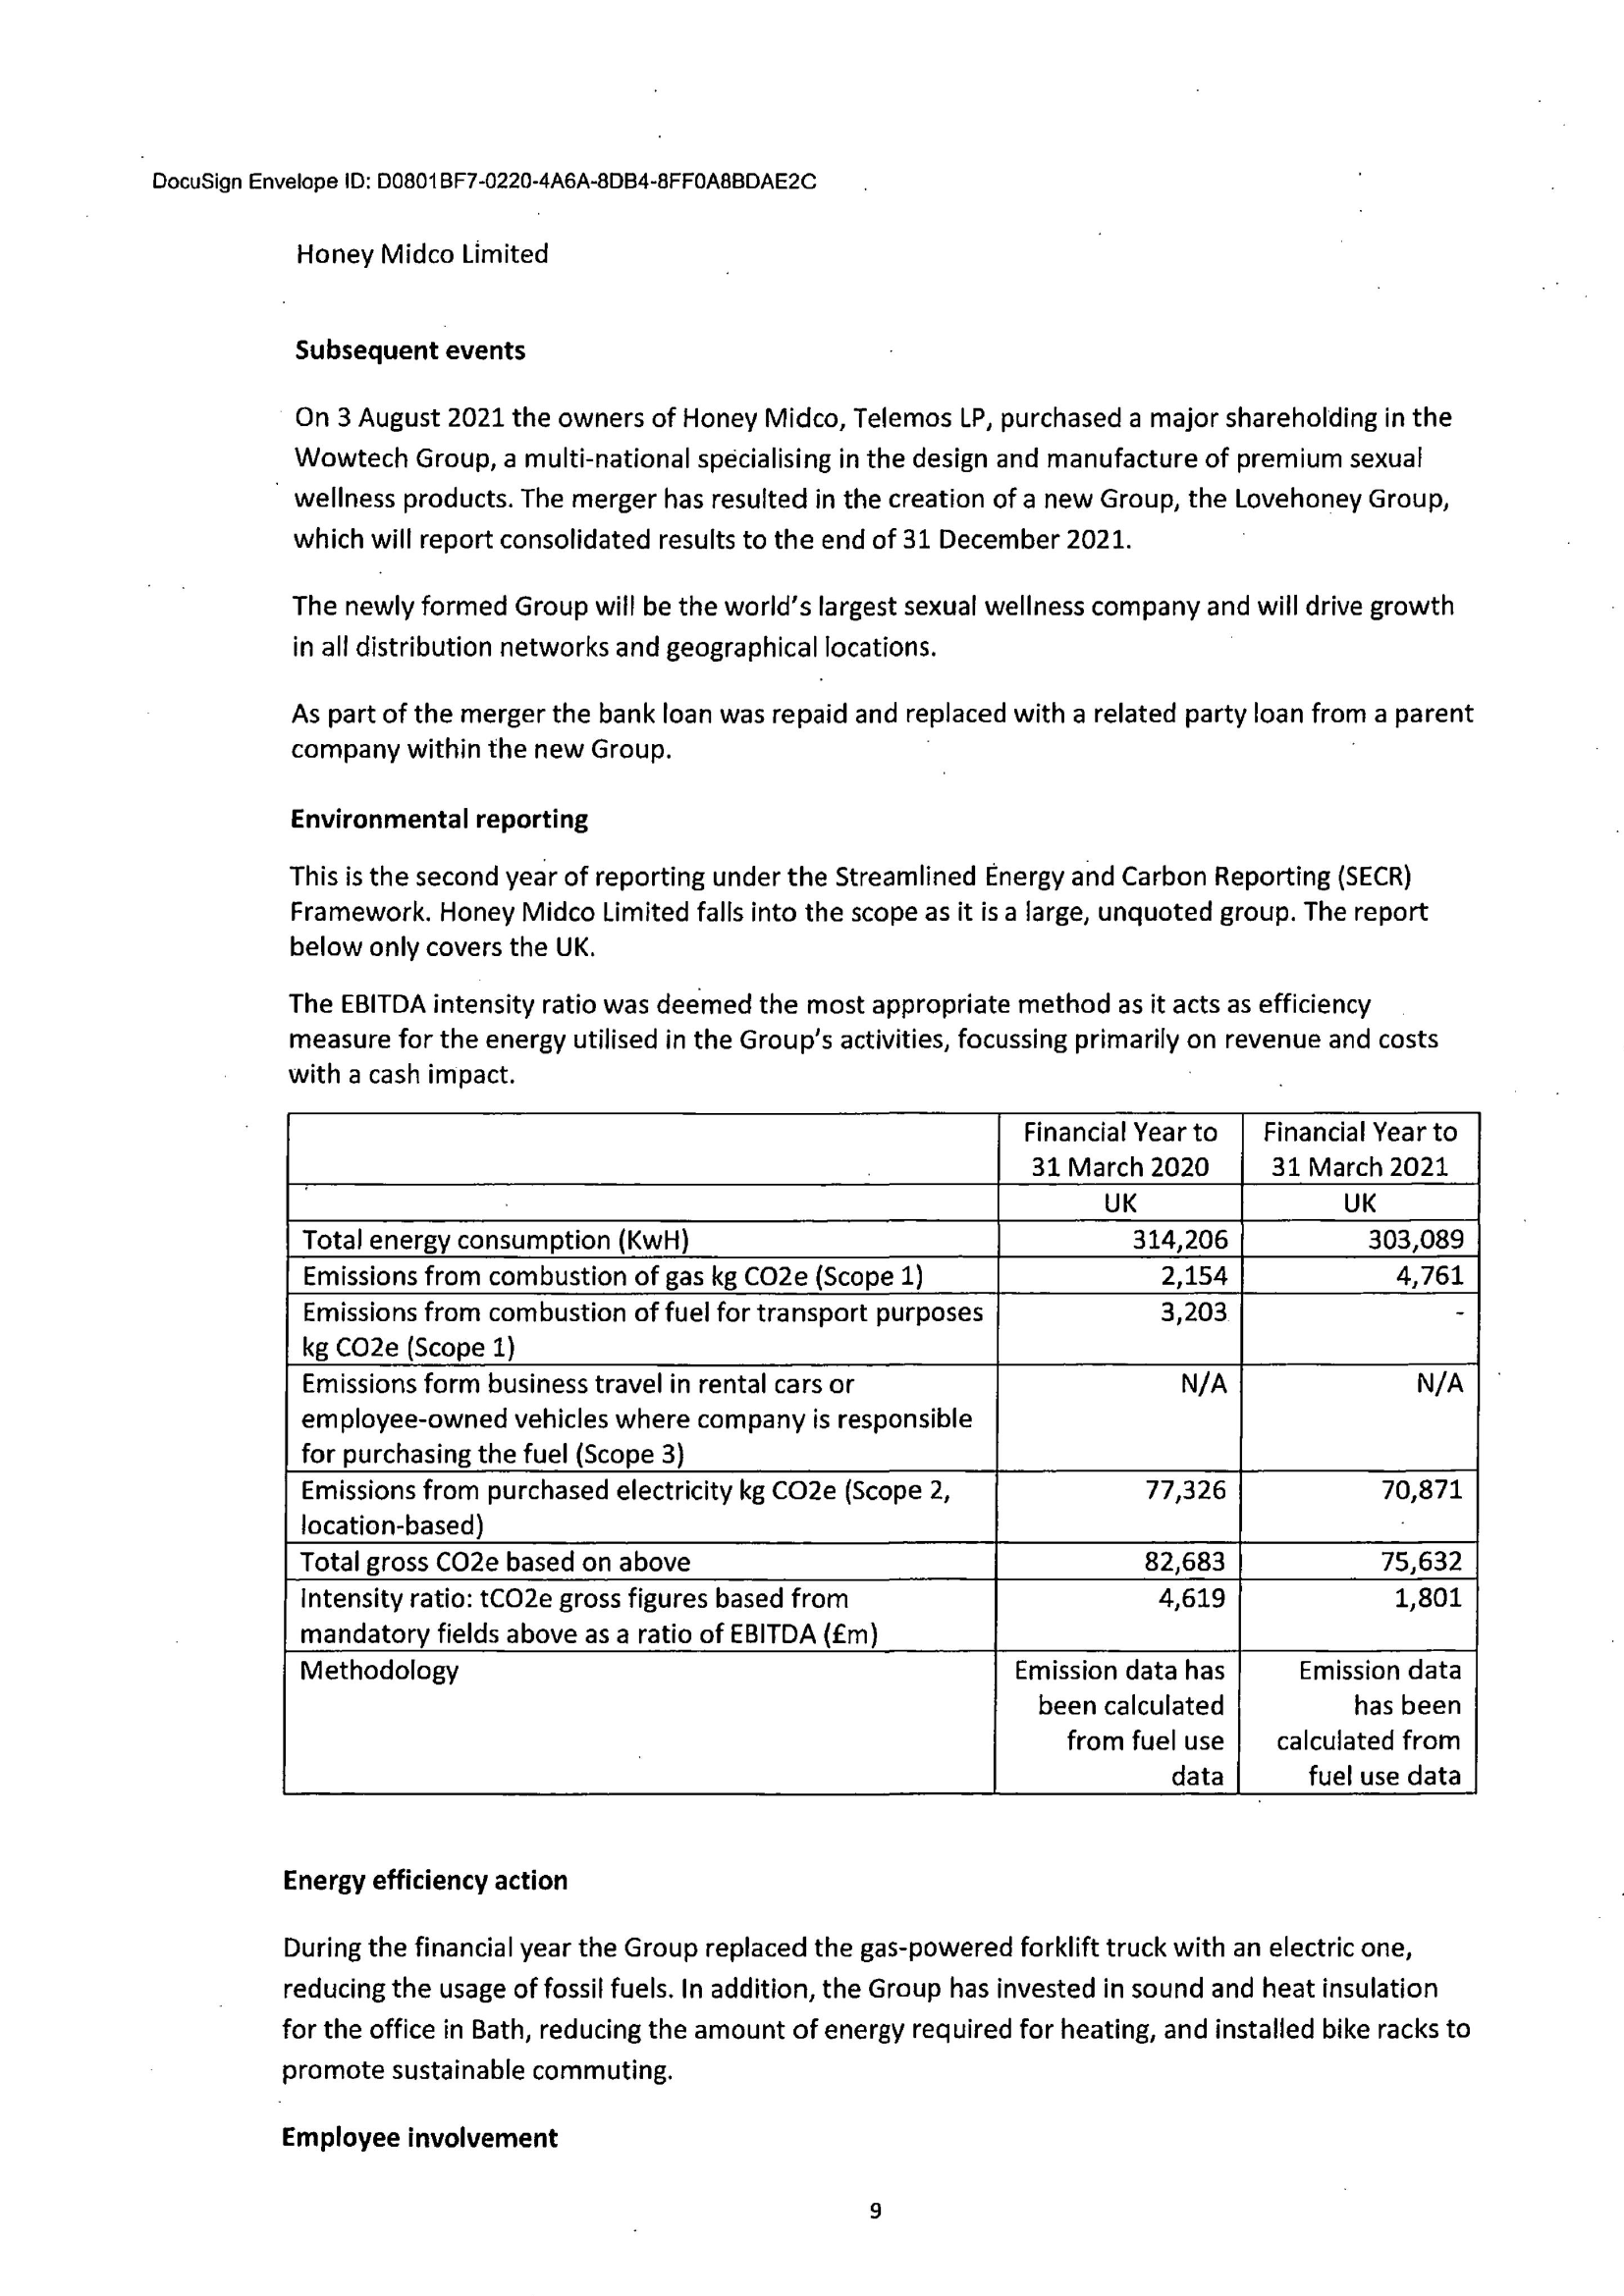 DocuSign Envelope ID: D0801BF7-0220-4A6A-8DB4-8FF0A8BDAE2C
Honey Midco Limited
Subsequent events
On 3 August 2021 the owners of Honey Midco, Telemos LP, purchased a major shareholding in the
Wowtech Group, a multi-national specialising in the design and manufacture of premium sexual
wellness products. The merger has resulted in the creation of a new Group, the Lovehoney Group,
which will report consolidated results to the end of 31 December 2021.
The newly formed Group will be the world's largest sexual wellness company and will drive growth
in all distribution networks and geographical locations.
As part of the merger the bank loan was repaid and replaced with a related party loan from a parent
company within the new Group.
Environmental reporting
This is the second year of reporting under the Streamlined Energy and Carbon Reporting (SECR)
Framework. Honey Midco Limited falls into the scope as it is a large, unquoted group. The report
below only covers the UK.
The EBITDA intensity ratio was deemed the most appropriate method as it acts as efficiency
measure for the energy utilised in the Group's activities, focussing primarily on revenue and costs
with a cash impact.
Financial Year to Financial Year to
31 March 2020 31 March 2021
UK UK
Total energy consumption (KwH) 314,206 303,089
Emissions from combustion of gas kg CO2e (Scope 1) 2,154 4,761
Emissions from combustion of fuel for transport purposes 3,203 -
kg CO2e (Scope 1)
Emissions form business travel in rental cars or N/A N/A
employee-owned vehicles where company is responsible
for purchasing the fuel (Scope 3)
Emissions from purchased electricity kg CO2e (Scope 2, 77,326 70,871
location-based)
Total gross CO2e based on above 82,683 75,632
Intensity ratio: tCO2e gross figures based from 4,619 1,801
mandatory fields above as a ratio of EBITDA (£m)
Methodology Emission data has Emission data
been calculated has been
from fuel use calculated from
data fuel use data
Energy efficiency action
During the financial year the Group replaced the gas-powered forklift truck with an electric one,
reducing the usage of fossil fuels. In addition, the Group has invested in sound and heat insulation
for the office in Bath, reducing the amount of energy required for heating, and installed bike racks to
promote sustainable commuting.
Employee involvement
9